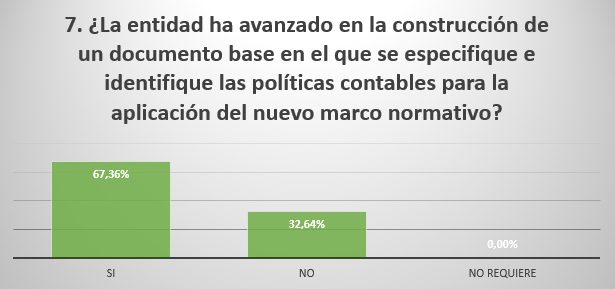 7. ¿La entidad ha avanzado en la construcción de
un documento base en el que se especifique e
identifique las políticas contables para la
aplicación del nuevo marco normativo?
67,36%
32,64%
0,00%
SI
NO
NO REQUIERE